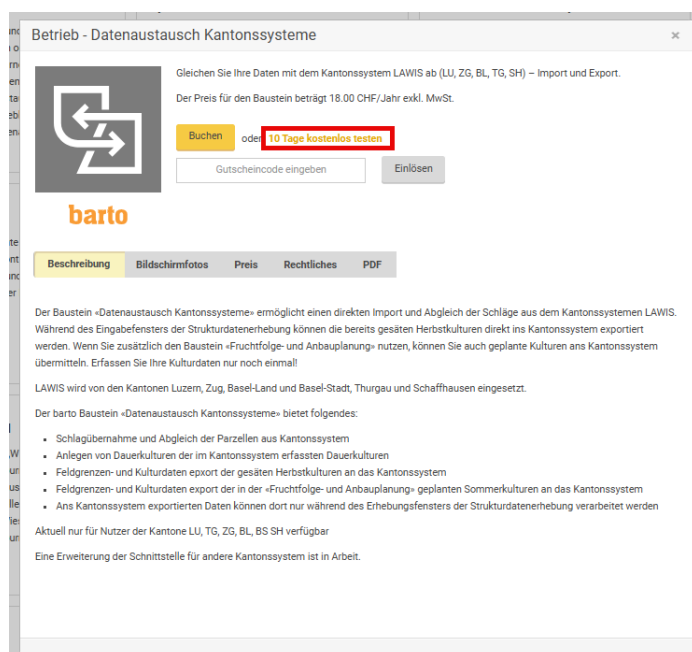 Betrieb - Datenaustausch Kantonssysteme ×
Gleichen Sie Ihre Daten mit dem Kantonssystem LAWIS ab (LU, ZG, BL, TG, SH) – Import und Export.
Der Preis für den Baustein beträgt 18.00 CHF/Jahr exkl. MwSt.
Buchen oder 10 Tage kostenlos testen
Gutscheincode eingeben Einlösen
barto
Beschreibung Bildschirmfotos Preis Rechtliches PDF
Der Baustein «Datenaustausch Kantonssysteme» ermöglicht einen direkten Import und Abgleich der Schläge aus dem Kantonssystemen LAWIS.
Während des Eingabefensters der Strukturdatenerhebung können die bereits gesäten Herbstkulturen direkt ins Kantonssystem exportiert
werden. Wenn Sie zusätzlich den Baustein «Fruchtfolge- und Anbauplanung» nutzen, können Sie auch geplante Kulturen ans Kantonssystem
übermitteln. Erfassen Sie Ihre Kulturdaten nur noch einmal!
LAWIS wird von den Kantonen Luzern, Zug, Basel-Land und Basel-Stadt, Thurgau und Schaffhausen eingesetzt.
Der barto Baustein «Datenaustausch Kantonssysteme» bietet folgendes:
• Schlagübernahme und Abgleich der Parzellen aus Kantonssystem
• Anlegen von Dauerkulturen der im Kantonssystem erfassten Dauerkulturen
• Feldgrenzen- und Kulturdaten epxort der gesäten Herbstkulturen an das Kantonssystem
• Feldgrenzen- und Kulturdaten export der in der «Fruchtfolge- und Anbauplanung» geplanten Sommerkulturen an das Kantonssystem
• Ans Kantonssystem exportierten Daten können dort nur während des Erhebungsfensters der Strukturdatenerhebung verarbeitet werden
Aktuell nur für Nutzer der Kantone LU, TG, ZG, BL, BS SH verfügbar
Eine Erweiterung der Schnittstelle für andere Kantonssystem ist in Arbeit.